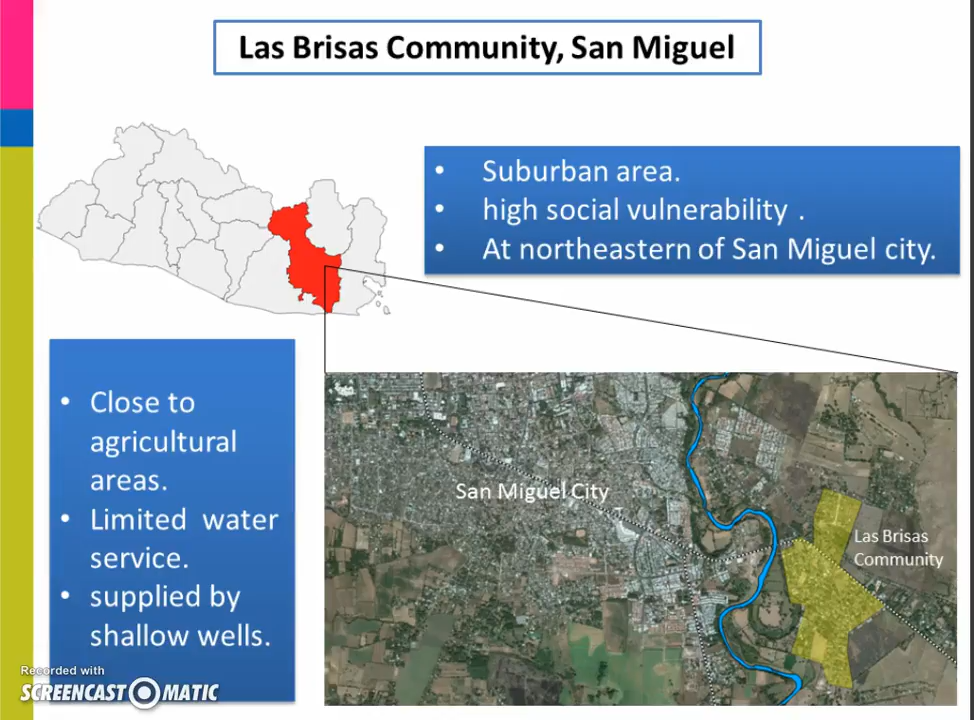 Las Brisas Community, San Miguel
• Suburban area.
• high social vulnerability .
• At northeastern of San Miguel city.
• Close to
agricultural
areas.
• Limited water
service.
• supplied by
shallow wells.
San Miguel City
Las Brisas
Community
Recorded with
SCREENCAST-O-MATIC